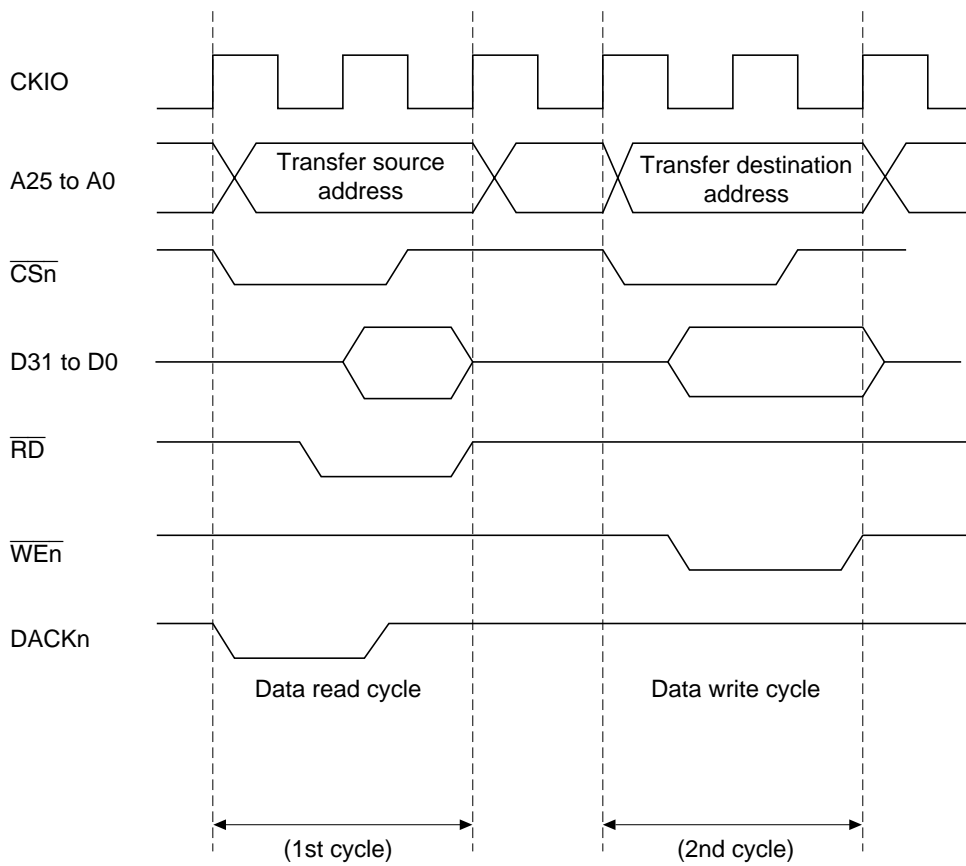 CKIO
A25 to A0
Transfer source
address
Transfer destination
address
CSn
D31 to D0
RD
WEn
DACKn
Data read cycle
Data write cycle
(1st cycle)
(2nd cycle)